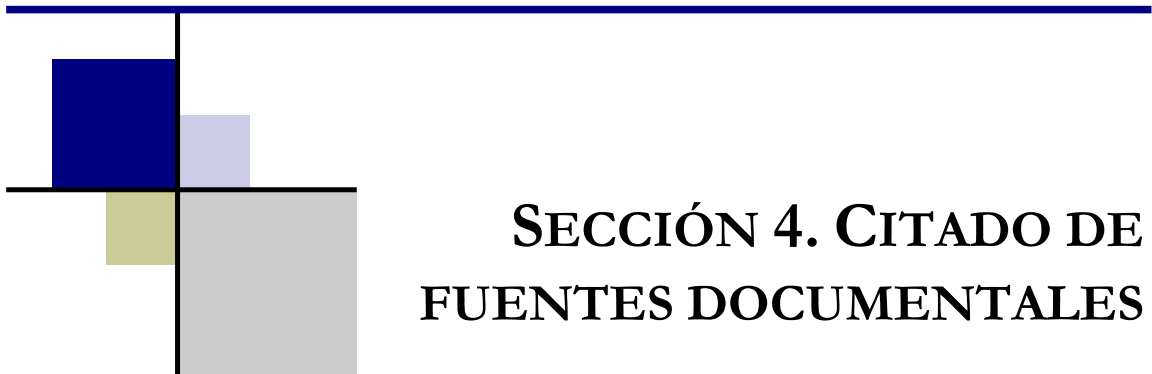 SECCIÓN 4. CITADO DE
FUENTES DOCUMENTALES